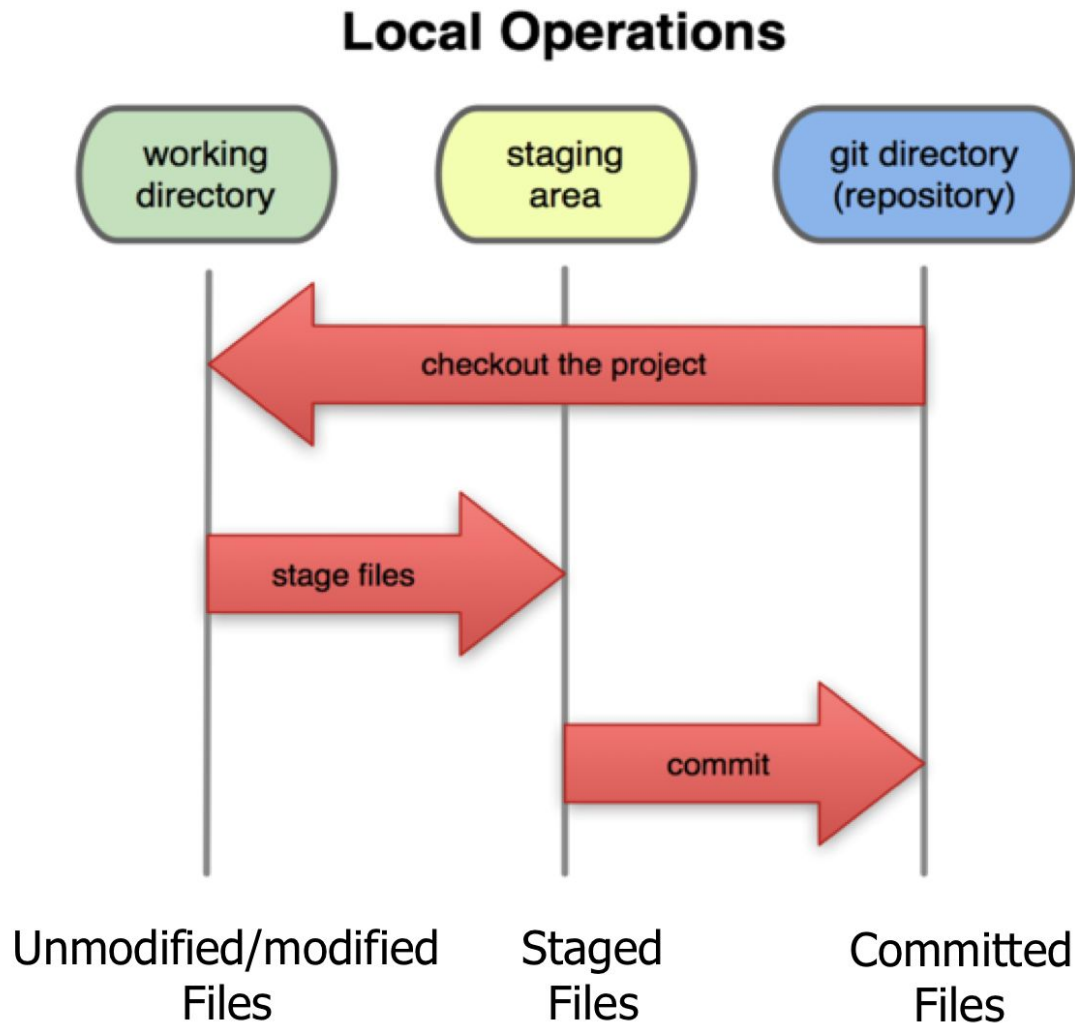 Local Operations
working
directory
staging
area
git directory
(repository)
checkout the project
stage files
commit
Unmodified/modified
Files
Staged
Files
Committed
Files